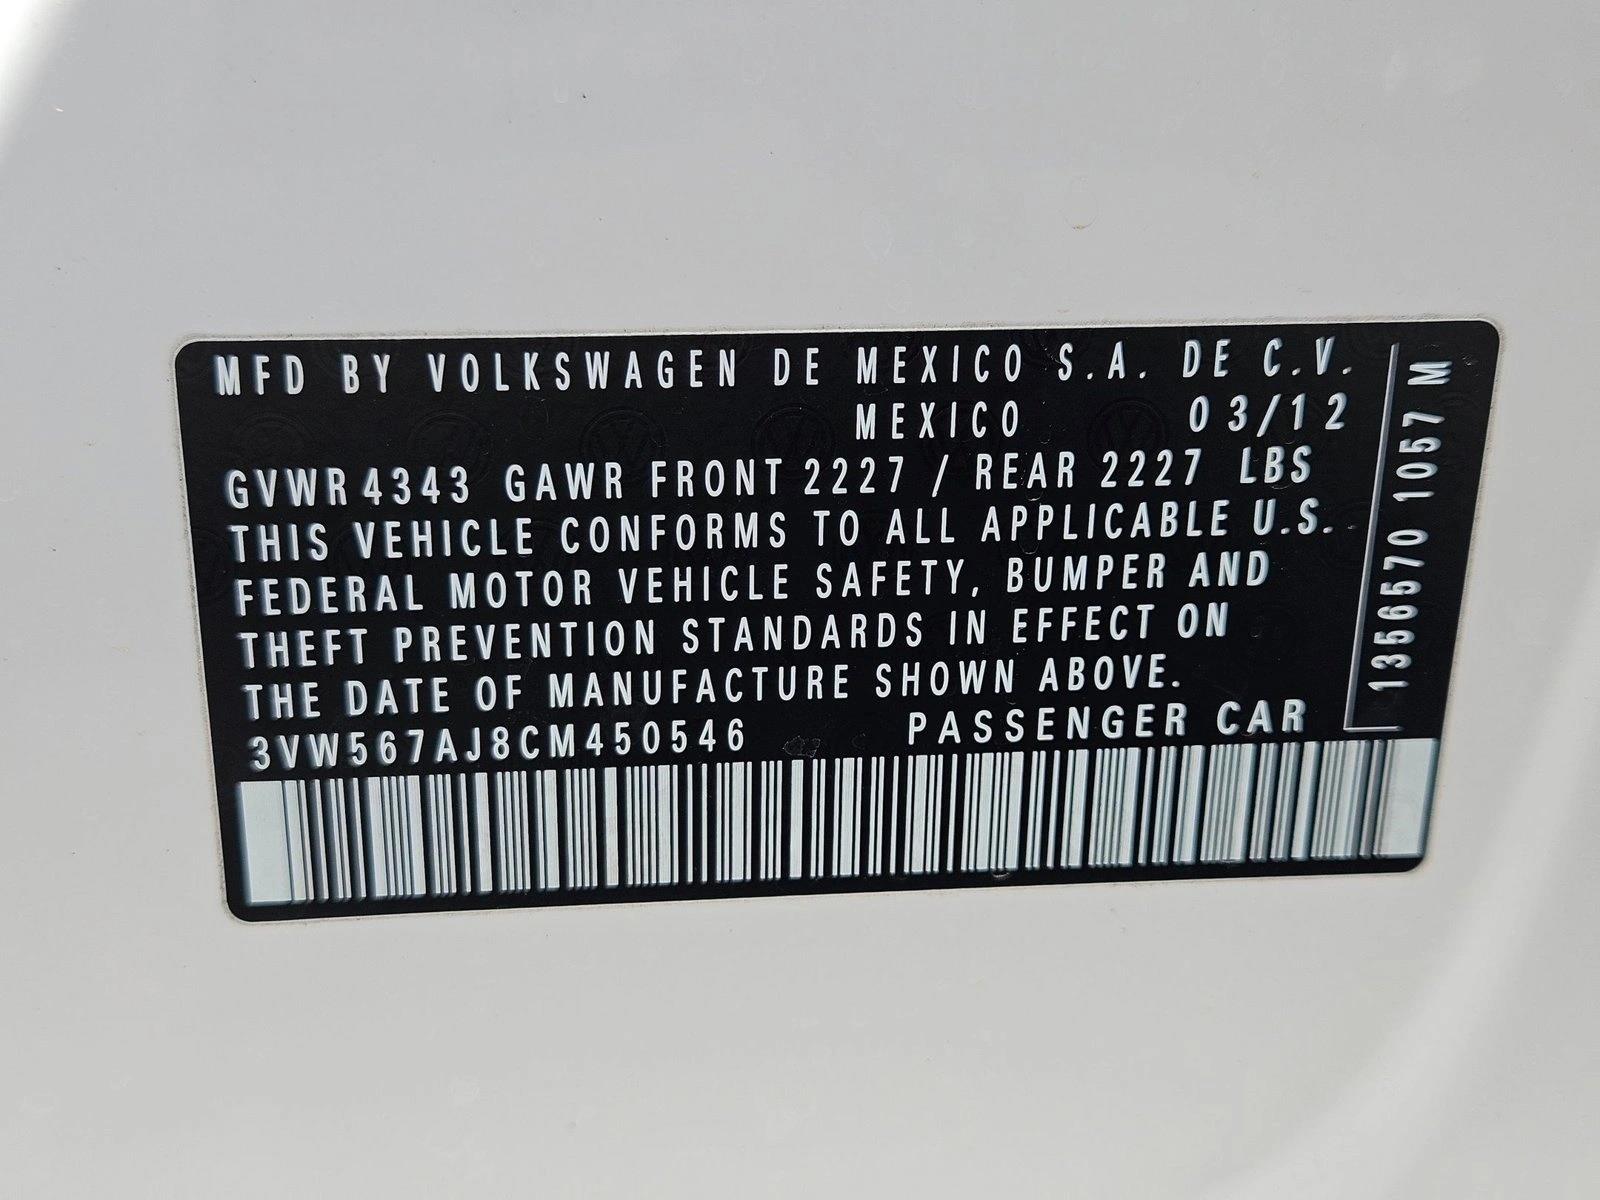 MFD BY VOLKSWAGEN DE MEXICO S.A. DE C.V.
MEXICO 03/12
GVWR 4343 GAWR FRONT 2227 / REAR 2227 LBS
THIS VEHICLE CONFORMS TO ALL APPLICABLE U.S.
FEDERAL MOTOR VEHICLE SAFETY, BUMPER AND
THEFT PREVENTION STANDARDS IN EFFECT ON
THE DATE OF MANUFACTURE SHOWN ABOVE.
3VW567AJ8CM450546 PASSENGER CAR
1356570 1057 M